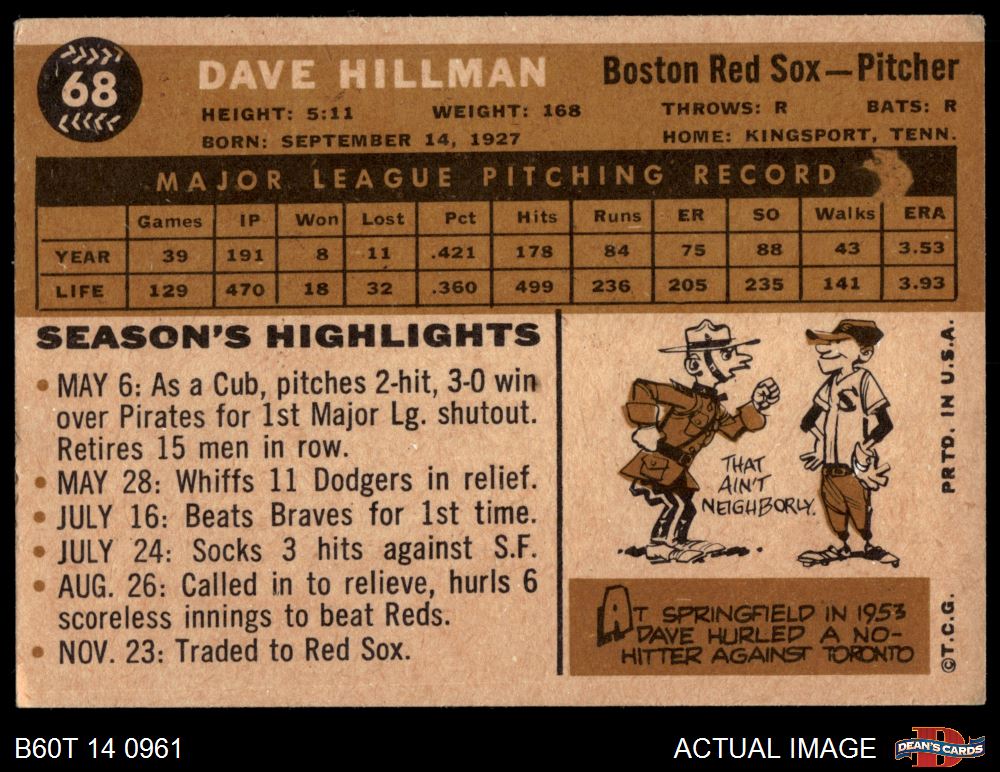 68
DAVE HILLMAN
Boston Red Sox—Pitcher
HEIGHT: 5:11 WEIGHT: 168 THROWS: R BATS: R
BORN: SEPTEMBER 14, 1927 HOME: KINGSPORT, TENN.
MAJOR LEAGUE PITCHING RECORD
Games IP Won Lost Pct Hits Runs ER SO Walks ERA
YEAR 39 191 8 11 .421 178 84 75 88 43 3.53
LIFE 129 470 18 32 .360 499 236 205 235 141 3.93
SEASON'S HIGHLIGHTS
• MAY 6: As a Cub, pitches 2-hit, 3-0 win
over Pirates for 1st Major Lg. shutout.
Retires 15 men in row.
• MAY 28: Whiffs 11 Dodgers in relief.
• JULY 16: Beats Braves for 1st time.
• JULY 24: Socks 3 hits against S.F.
• AUG. 26: Called in to relieve, hurls 6
scoreless innings to beat Reds.
• NOV. 23: Traded to Red Sox.
S
THAT
AIN'T
NEIGHBORLY.
AT SPRINGFIELD IN 1953
DAVE HURLED A NO-
HITTER AGAINST TORONTO
©T.C.G. PRTD. IN U.S.A.
B60T 14 0961
ACTUAL IMAGE
D
DEAN'S CARDS